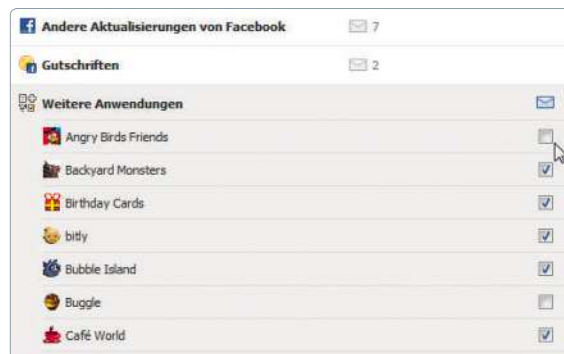 Andere Aktualisierungen von Facebook 7
Gutschriften 2
Weitere Anwendungen
Angry Birds Friends
Backyard Monsters
Birthday Cards
bitly
Bubble Island
Buggle
Café World